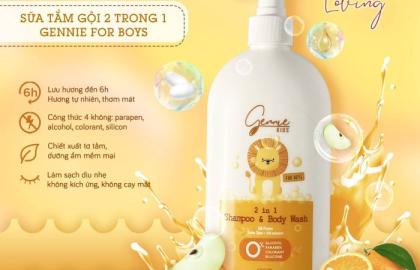 Loving
SỮA TẮM GỘI 2 TRONG 1
GENNIE FOR BOYS
6h
Lưu hương đến 6h
Hương tự nhiên, thơm mát
Công thức 4 không: parapen,
alcohol, colorant, silicon
Chiết xuất tơ tằm,
dưỡng ẩm mềm mại
Làm sạch dịu nhẹ
không kích ứng, không cay mắt
Gennie
KIDS
FOR BOYS
2 in 1
Shampoo & Body Wash
0%
ALCOHOL
PARABEN
COLORANT
SILICONE